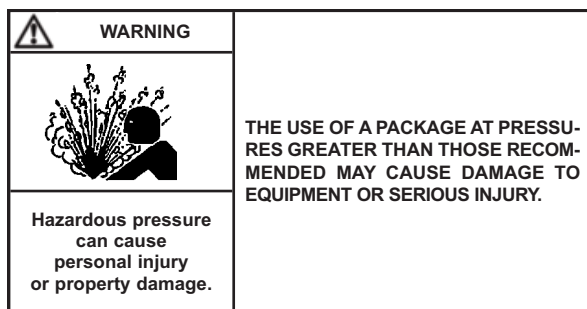 WARNING
Hazardous pressure
can cause
personal injury
or property damage.
THE USE OF A PACKAGE AT PRESSU-
RES GREATER THAN THOSE RECOM-
MENDED MAY CAUSE DAMAGE TO
EQUIPMENT OR SERIOUS INJURY.